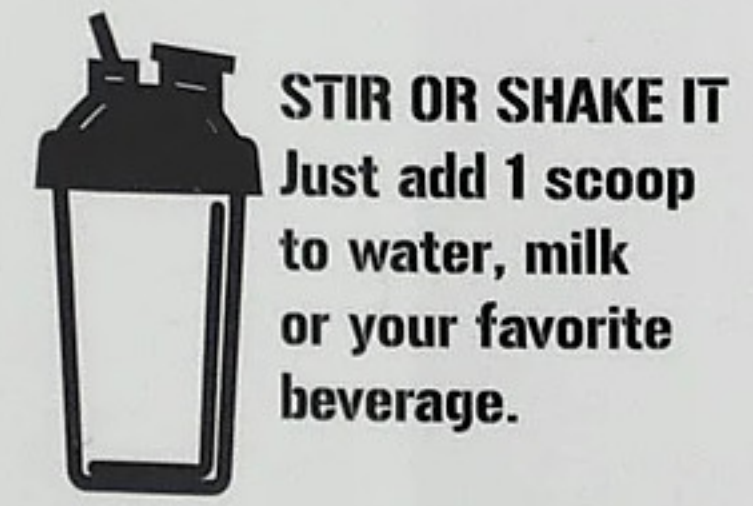 STIR OR SHAKE IT
Just add 1 scoop
to water, milk
or your favorite
beverage.